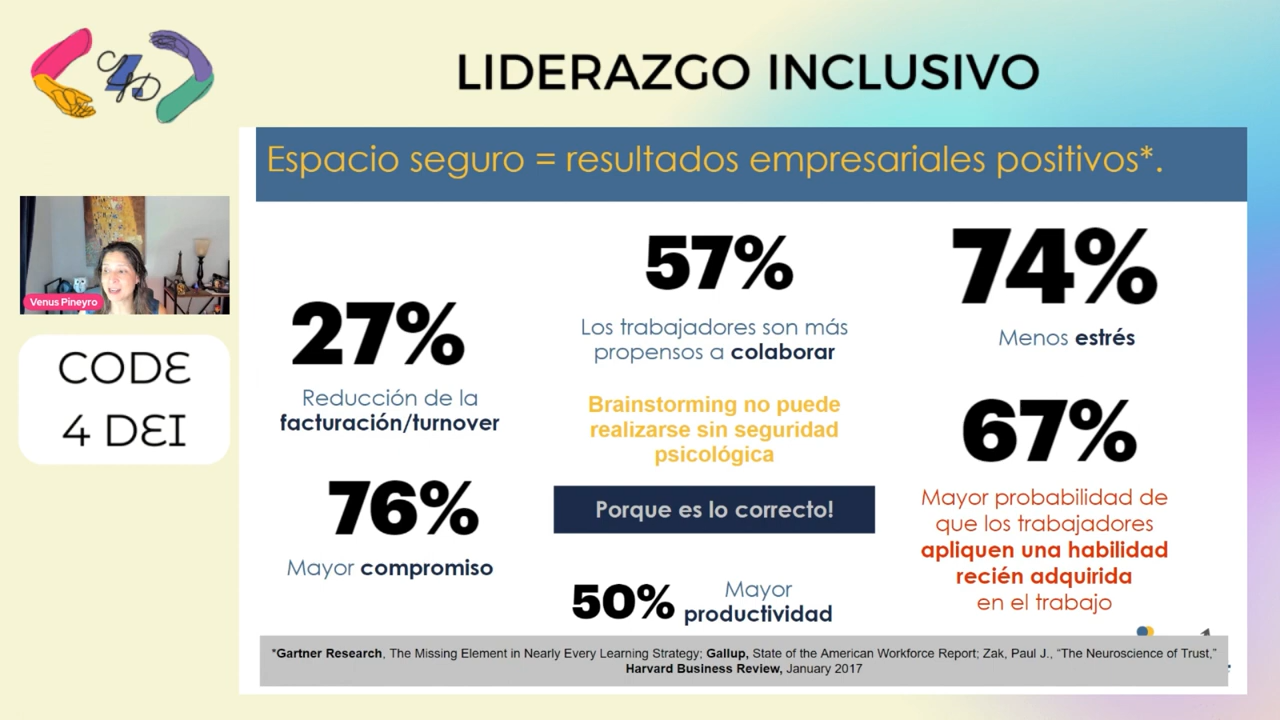 LIDERAZGO INCLUSIVO
Espacio seguro = resultados empresariales positivos*.
Venus Pineyro
CODE
4 DEI
27%
Reducción de la
facturación/turnover
76%
Mayor compromiso
57%
Los trabajadores son más
propensos a colaborar
Brainstorming no puede
realizarse sin seguridad
psicológica
Porque es lo correcto!
50%
Mayor
productividad
74%
Menos estrés
67%
Mayor probabilidad de
que los trabajadores
apliquen una habilidad
recién adquirida
en el trabajo
*Gartner Research, The Missing Element in Nearly Every Learning Strategy; Gallup, State of the American Workforce Report; Zak, Paul J., “The Neuroscience of Trust,”
Harvard Business Review, January 2017